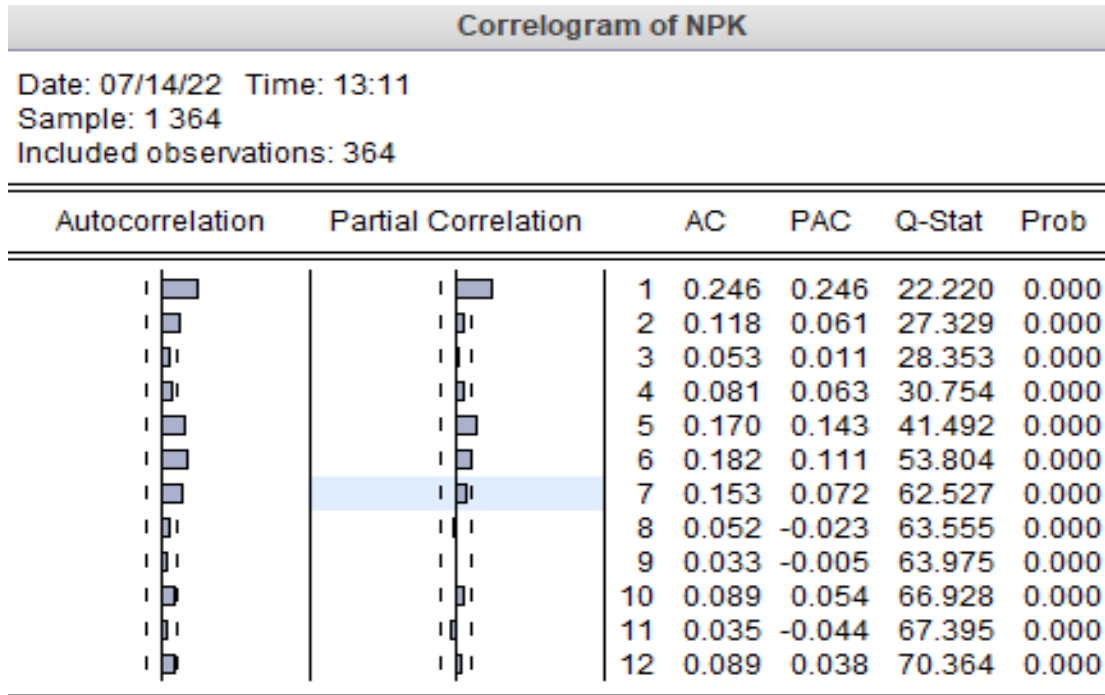 Correlogram of NPK
Date: 07/14/22 Time: 13:11
Sample: 1 364
Included observations: 364
Autocorrelation Partial Correlation AC PAC Q-Stat Prob
1 0.246 0.246 22.220 0.000
2 0.118 0.061 27.329 0.000
3 0.053 0.011 28.353 0.000
4 0.081 0.063 30.754 0.000
5 0.170 0.143 41.492 0.000
6 0.182 0.111 53.804 0.000
7 0.153 0.072 62.527 0.000
8 0.052 -0.023 63.555 0.000
9 0.033 -0.005 63.975 0.000
10 0.089 0.054 66.928 0.000
11 0.035 -0.044 67.395 0.000
12 0.089 0.038 70.364 0.000